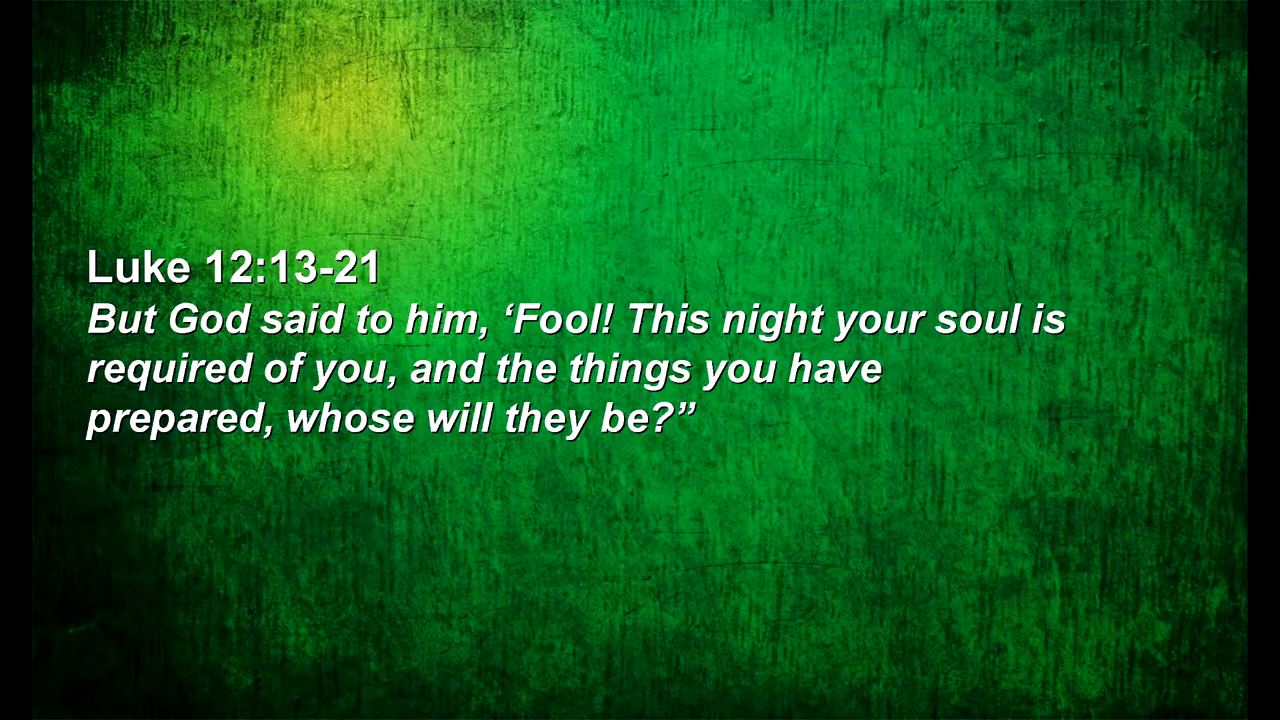 Luke 12:13-21
But God said to him, ‘Fool! This night your soul is
required of you, and the things you have
prepared, whose will they be?”